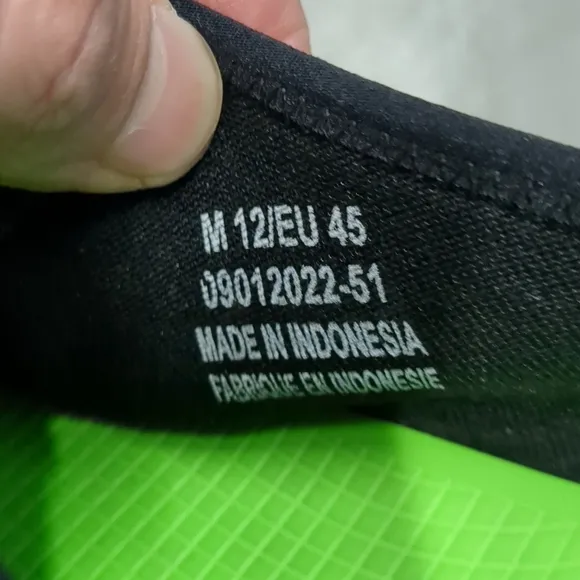 M 12/EU 45
09012022-51
MADE IN INDONESIA
FABRIQUE EN INDONESIE